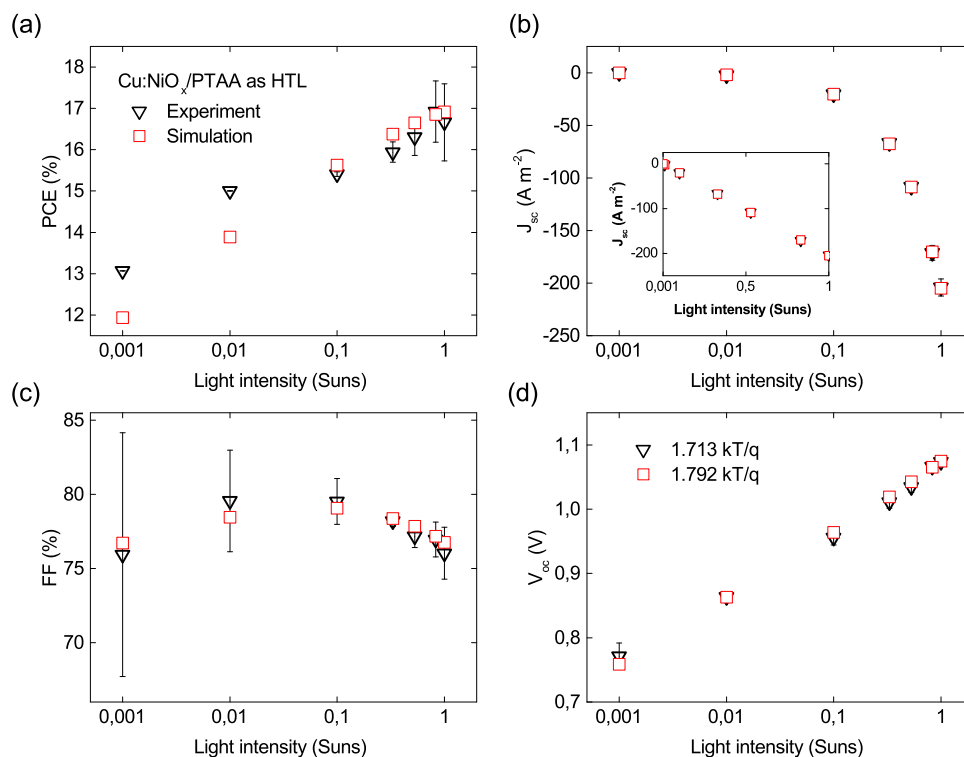 (a)
18
17
16
15
14
13
12
PCE (%)
Cu:NiOx/PTAA as HTL
Experiment
Simulation
0,001
0,01
0,1
1
Light intensity (Suns)
(b)
0
-50
-100
-150
-200
-250
Jsc (A m-2)
0
-100
-200
Jsc (A m-2)
0,001
0,5
1
Light intensity (Suns)
0,001
0,01
0,1
1
Light intensity (Suns)
(c)
85
80
75
70
FF (%)
0,001
0,01
0,1
1
Light intensity (Suns)
(d)
1,1
1,0
0,9
0,8
0,7
Voc (V)
1.713 kT/q
1.792 kT/q
0,001
0,01
0,1
1
Light intensity (Suns)